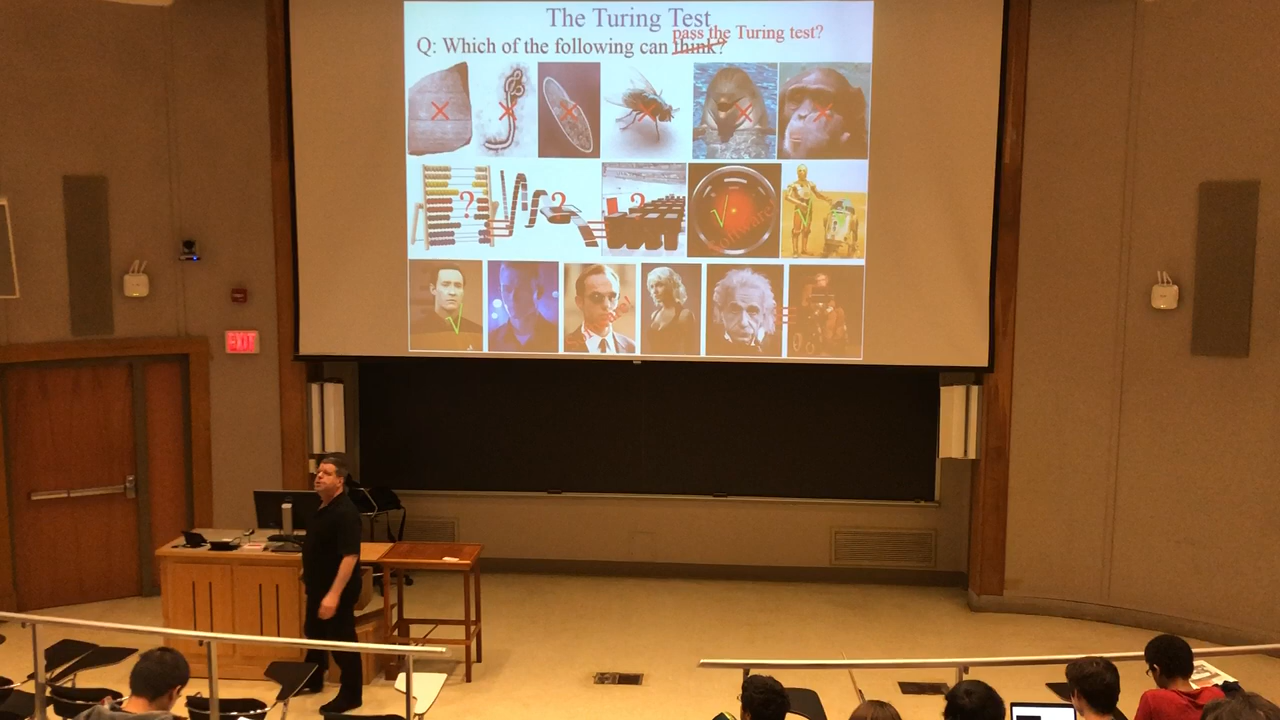 The Turing Test
pass the Turing test?
Q: Which of the following can think?
? ? ?
EXIT